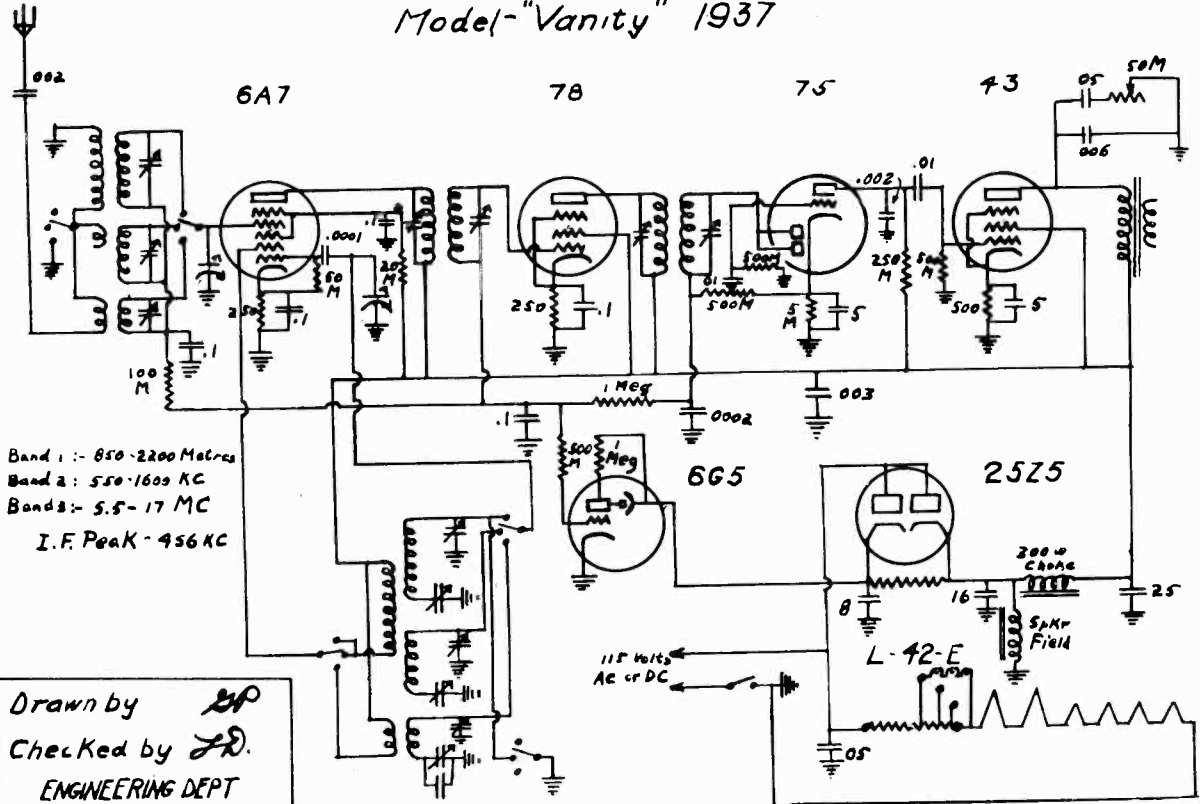 Model-"Vanity" 1937
002
6A7
78
75
43
05
50M
006
.002
.01
.1
.0001
50
M
20
M
250
.1
250
.1
500M
.01
500M
5
M
5
250
M
500
M
500
5
.1
100
M
1 Meg
003
.1
0002
500
M
1
Meg
6G5
25Z5
Band 1 :- 850-2200 Metres
Band 2 : 550-1600 KC
Band 3 :- 5.5-17 MC
I.F. Peak - 456 KC
300 ω
Choke
8
16
25
Spkr
Field
L-42-E
115 Volts
AC or DC
05
Drawn by
Checked by
ENGINEERING DEPT